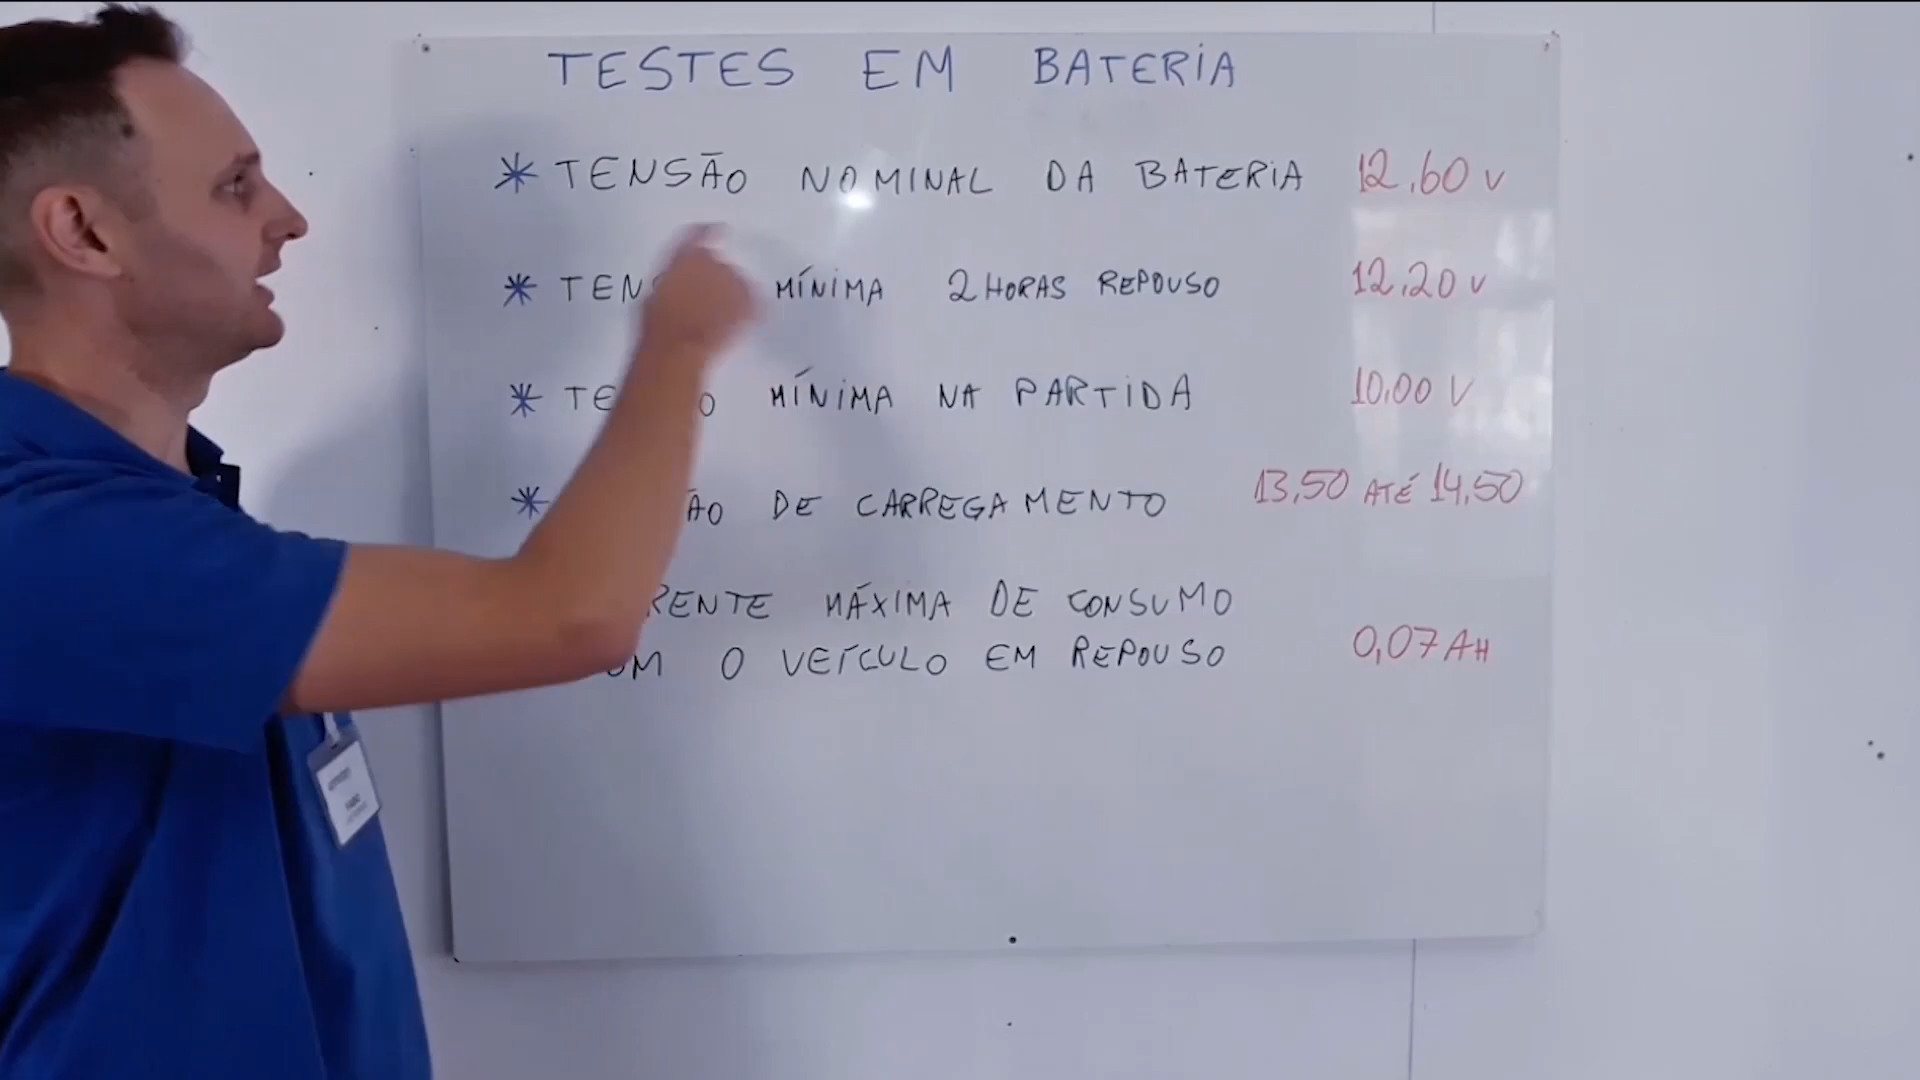 TESTES EM BATERIA
* TENSÃO NOMINAL DA BATERIA 12,60 V
* TENS MÍNIMA 2 HORAS REPOUSO 12,20 V
* TE O MÍNIMA NA PARTIDA 10,00 V
* ÃO DE CARREGAMENTO 13,50 ATÉ 14,50
RENTE MÁXIMA DE CONSUMO
OM O VEÍCULO EM REPOUSO 0,07 AH